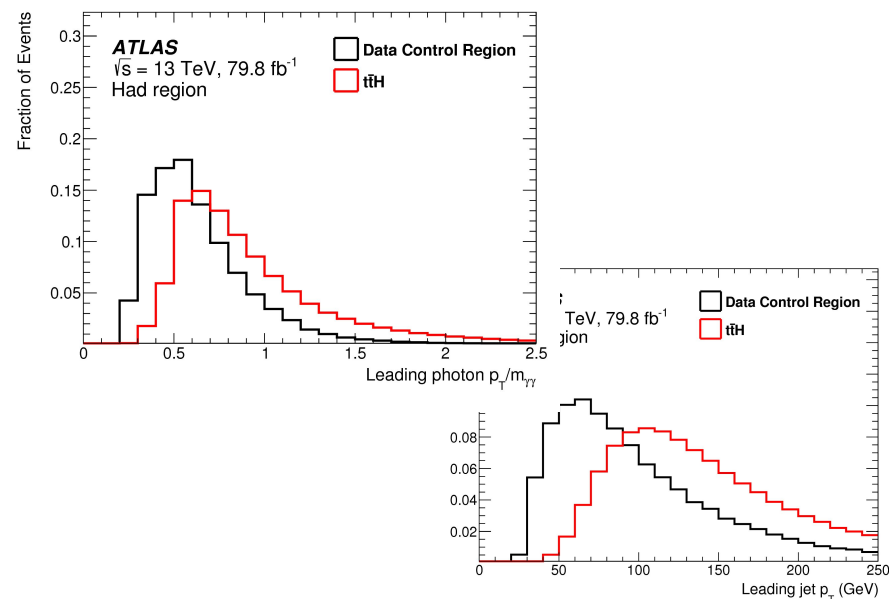 Fraction of Events
ATLAS
√s = 13 TeV, 79.8 fb⁻¹
Had region
Data Control Region
tt̄H
0.3
0.25
0.2
0.15
0.1
0.05
0 0.5 1 1.5 2 2.5
Leading photon p_T/m_γγ
TeV, 79.8 fb⁻¹
Data Control Region
tt̄H
0.08
0.06
0.04
0.02
0 50 100 150 200 250
Leading jet p_T (GeV)